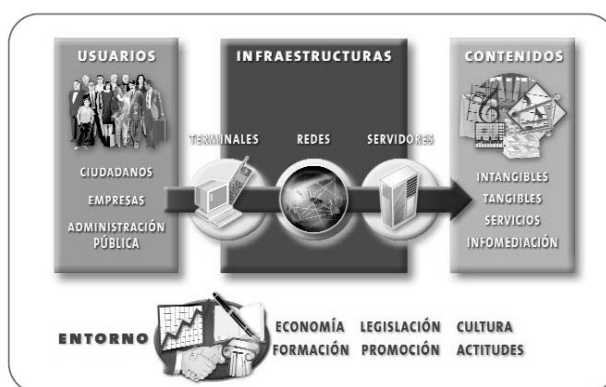 USUARIOS
CIUDADANOS
EMPRESAS
ADMINISTRACIÓN
PÚBLICA
INFRAESTRUCTURAS
TERMINALES
REDES
SERVIDORES
CONTENIDOS
INTANGIBLES
TANGIBLES
SERVICIOS
INFOMEDIACIÓN
ENTORNO
ECONOMÍA LEGISLACIÓN CULTURA
FORMACIÓN PROMOCIÓN ACTITUDES